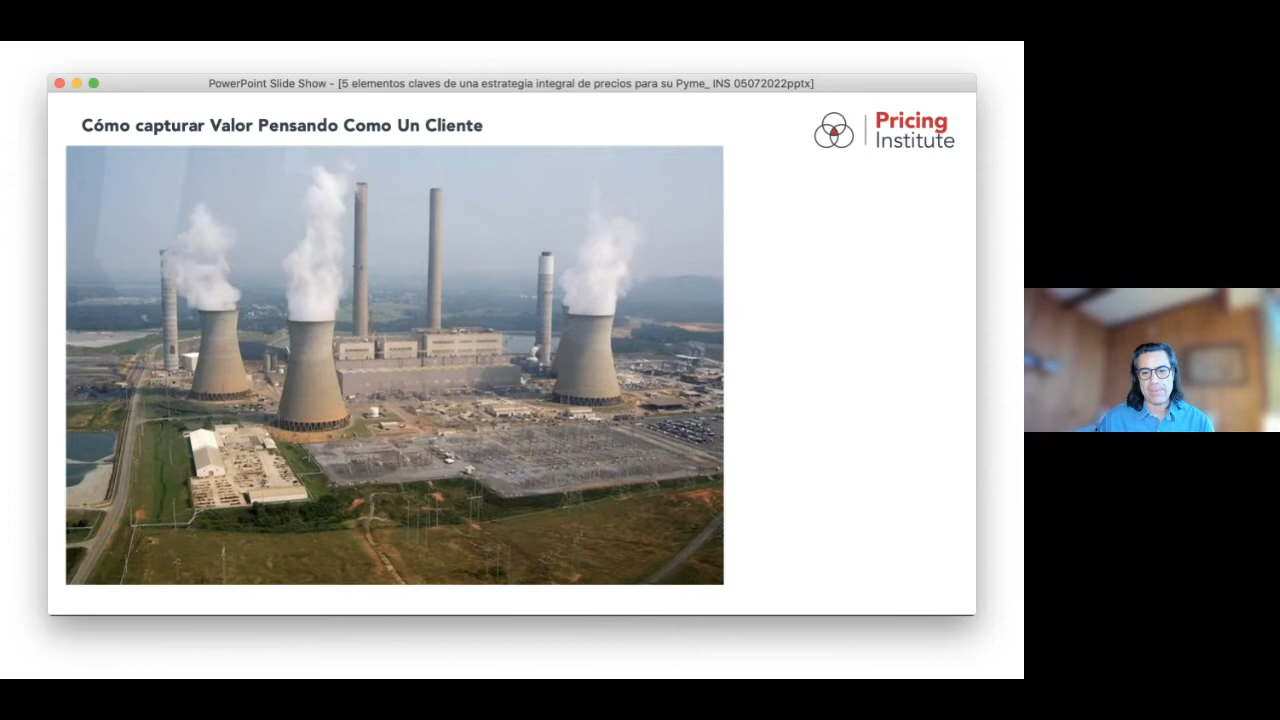 PowerPoint Slide Show - [5 elementos claves de una estrategia integral de precios para su Pyme_ INS 05072022pptx]
Cómo capturar Valor Pensando Como Un Cliente
Pricing
Institute